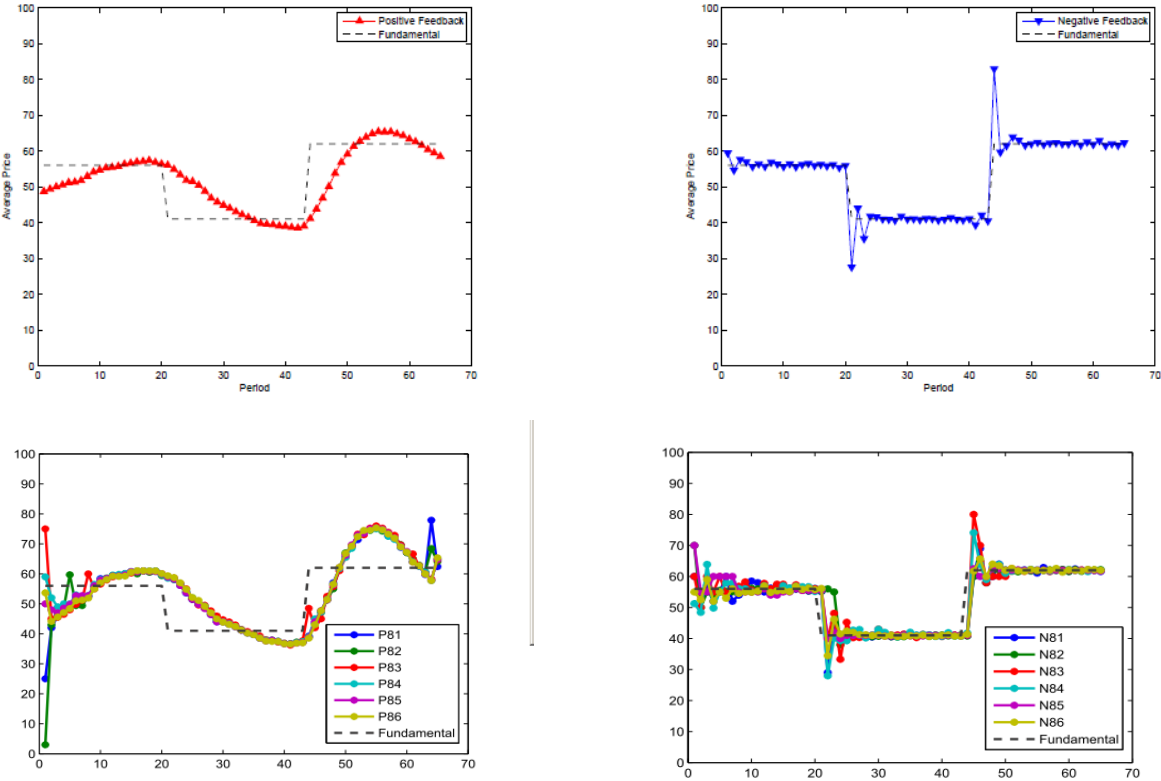 100
90
80
70
60
50
40
30
20
10
0
Average Price
0 10 20 30 40 50 60 70
Period
Positive Feedback
Fundamental
100
90
80
70
60
50
40
30
20
10
0
Average Price
0 10 20 30 40 50 60 70
Period
Negative Feedback
Fundamental
100
90
80
70
60
50
40
30
20
10
0
0 10 20 30 40 50 60 70
P81
P82
P83
P84
P85
P86
Fundamental
100
90
80
70
60
50
40
30
20
10
0
0 10 20 30 40 50 60 70
N81
N82
N83
N84
N85
N86
Fundamental